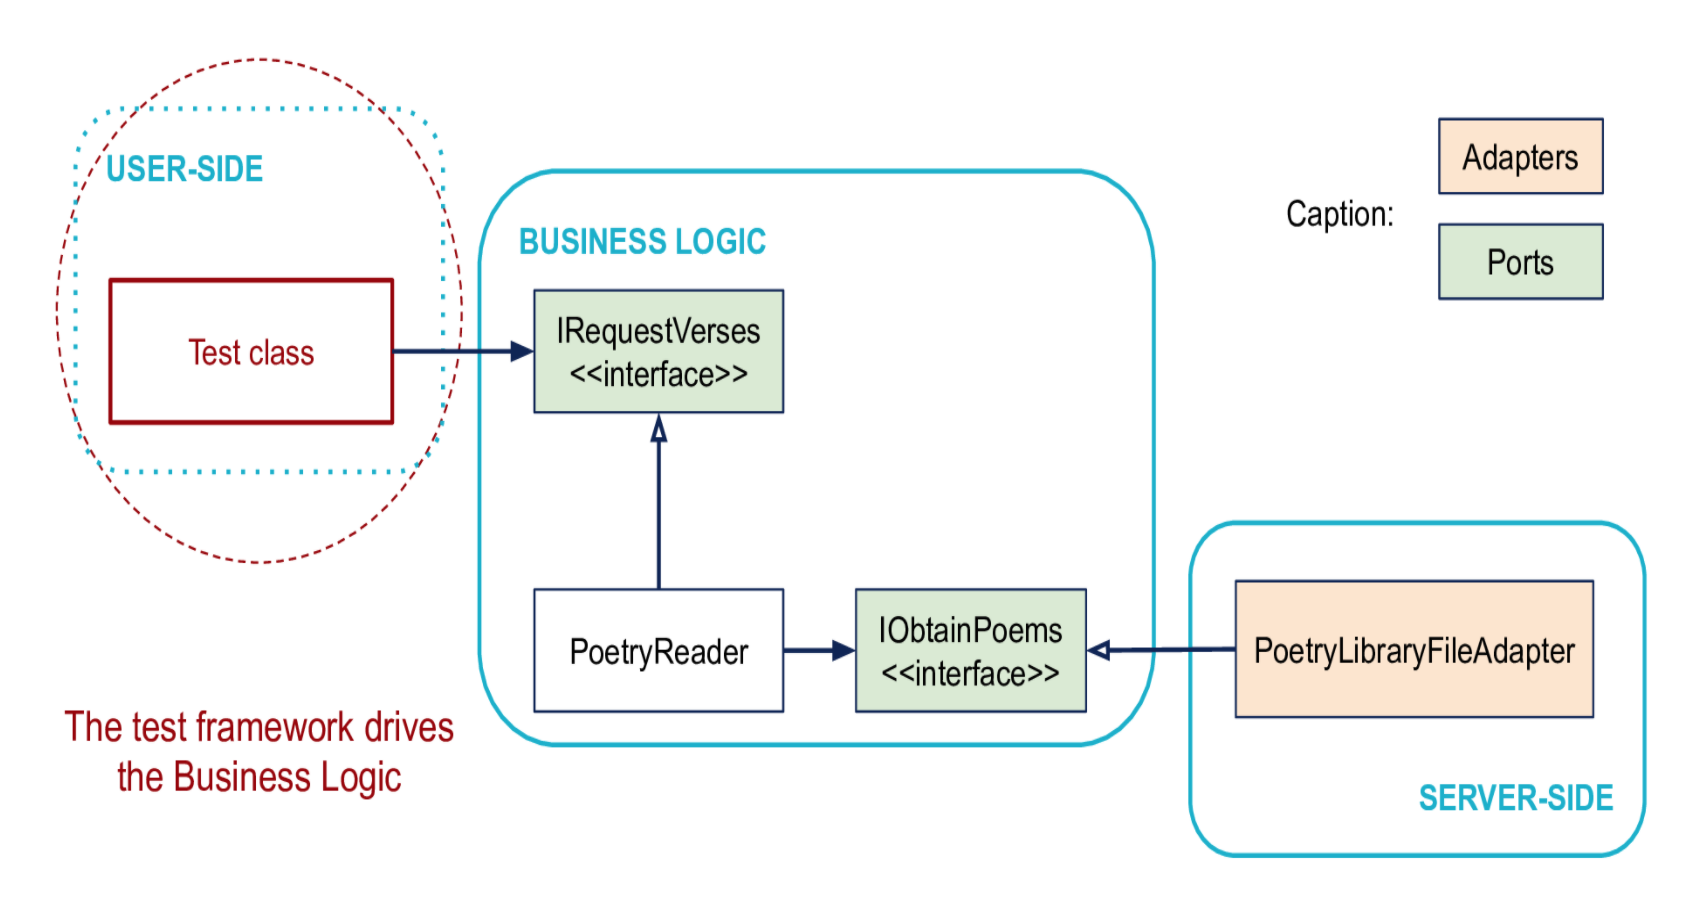 USER-SIDE
Test class
The test framework drives
the Business Logic
BUSINESS LOGIC
IRequestVerses
<<interface>>
PoetryReader
IObtainPoems
<<interface>>
Caption:
Adapters
Ports
PoetryLibraryFileAdapter
SERVER-SIDE